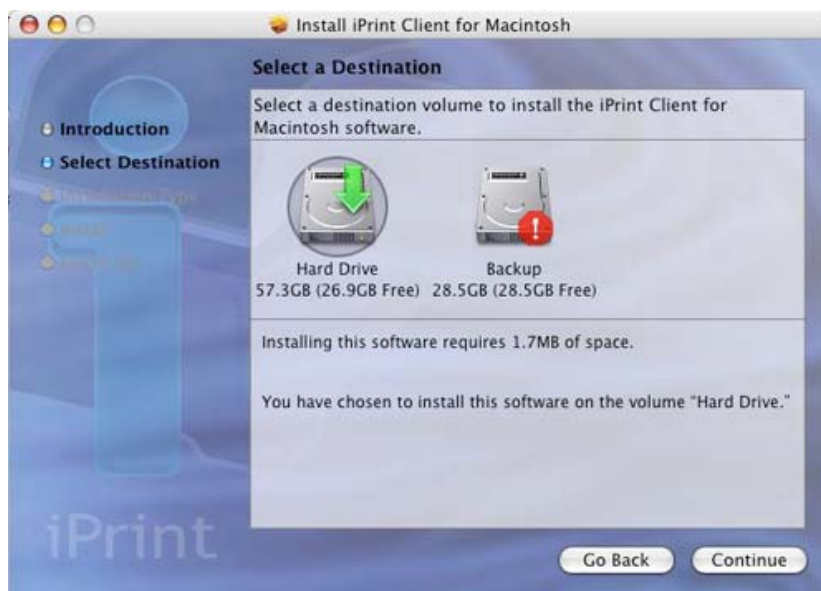 Install iPrint Client for Macintosh
Select a Destination
Introduction
Select Destination
Installation Type
Select a destination volume to install the iPrint Client for
Macintosh software.
Hard Drive
57.3GB (26.9GB Free)
Backup
28.5GB (28.5GB Free)
Installing this software requires 1.7MB of space.
You have chosen to install this software on the volume “Hard Drive.”
iPrint
Go Back
Continue